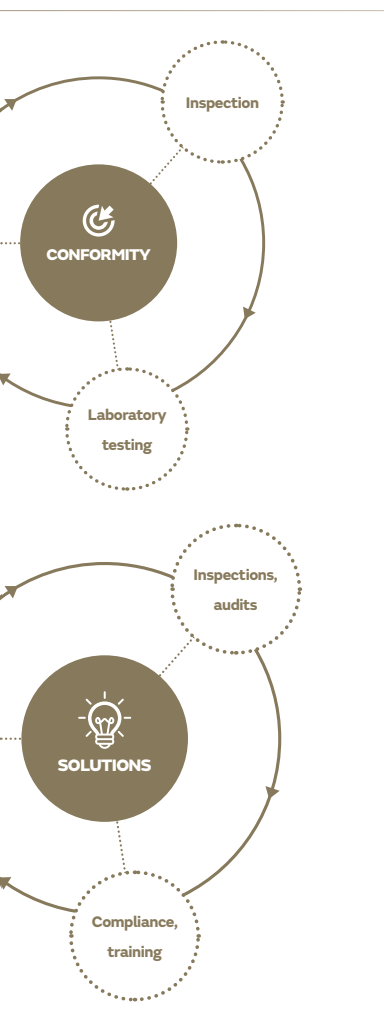 Inspection
CONFORMITY
Laboratory
testing
Inspections,
audits
SOLUTIONS
Compliance,
training